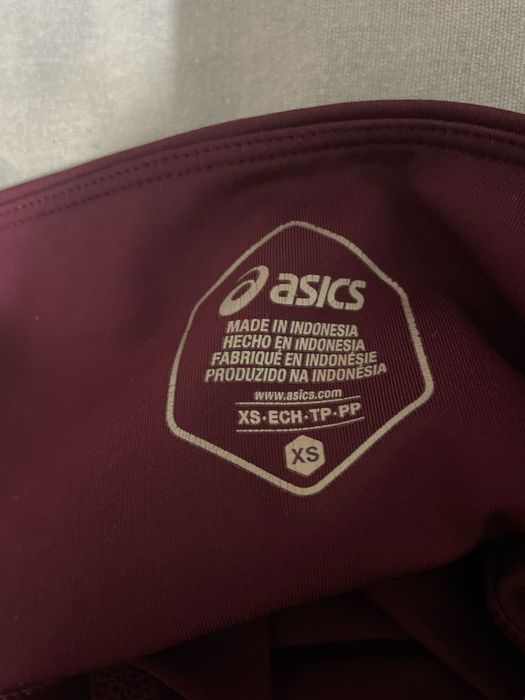 asics
MADE IN INDONESIA
HECHO EN INDONESIA
FABRIQUÉ EN INDONÉSIE
PRODUZIDO NA INDONÉSIA
www.asics.com
XS·ECH·TP·PP
XS